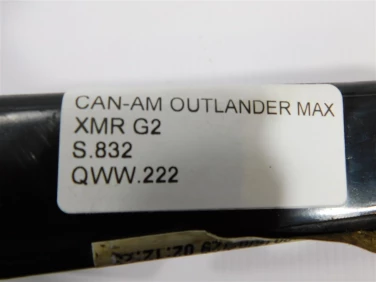 CAN-AM OUTLANDER MAX
XMR G2
S.832
QWW.222